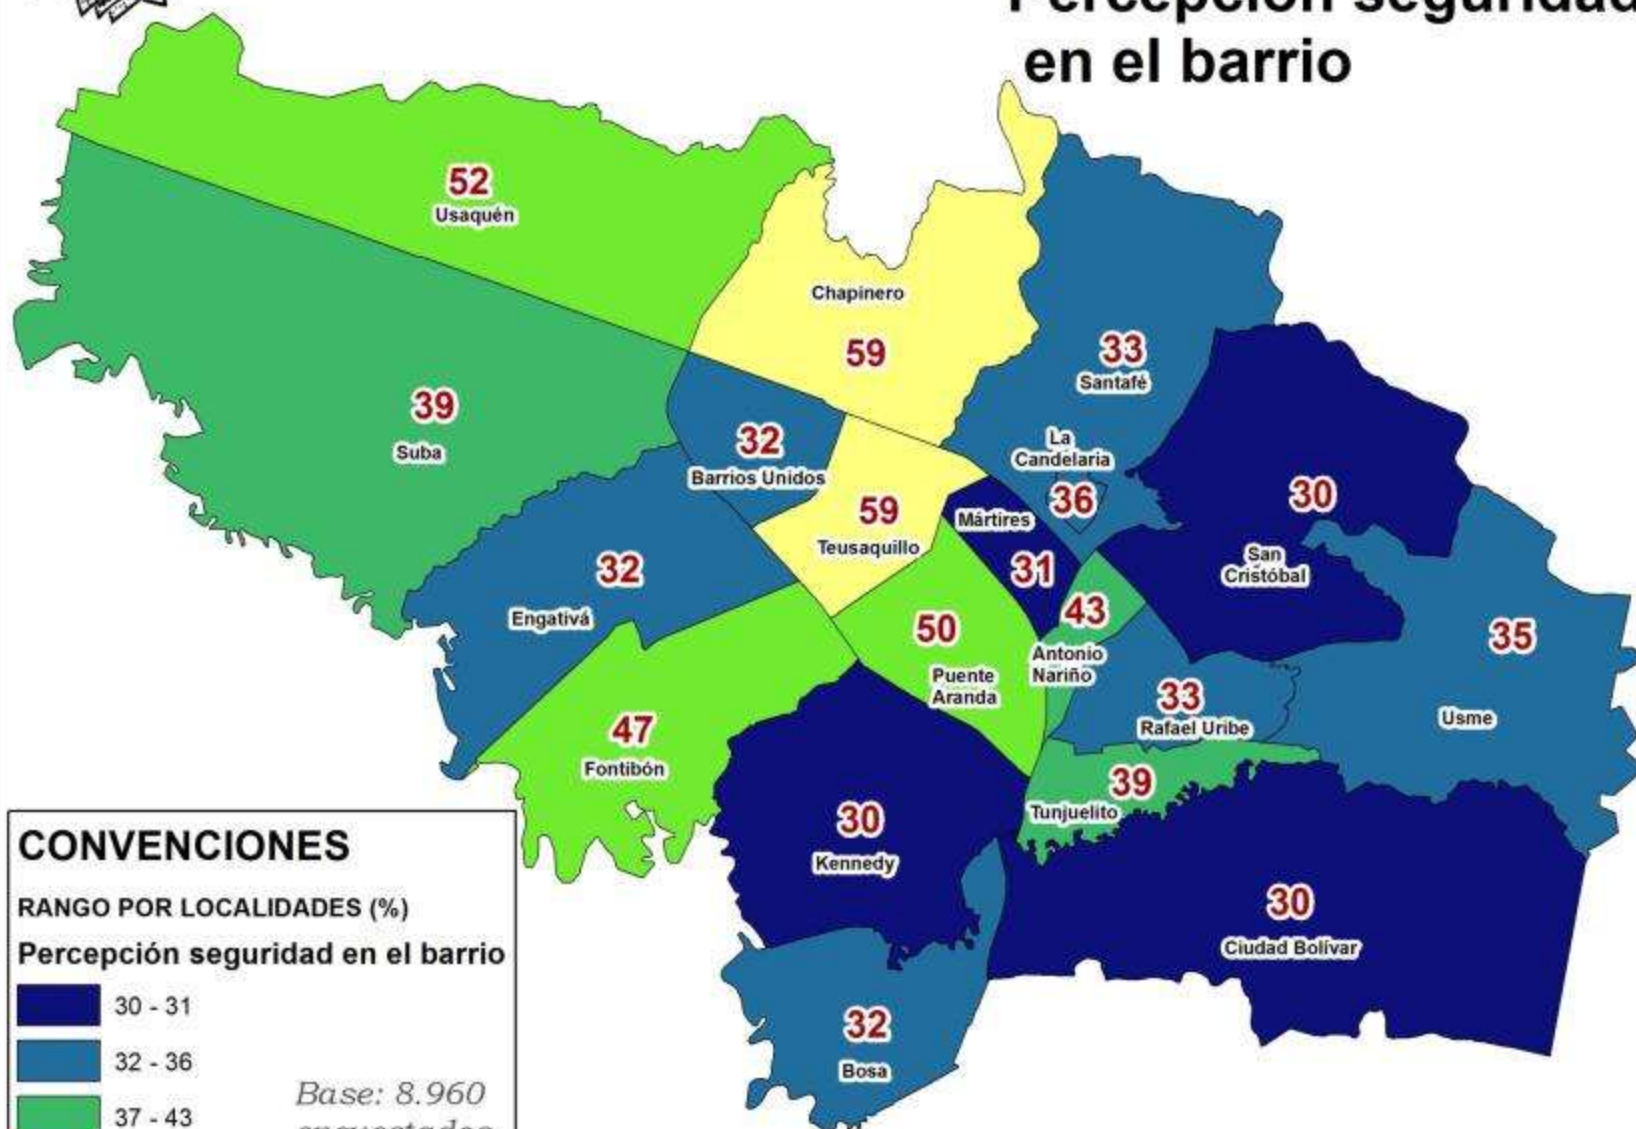 Percepción seguridad
en el barrio
52
Usaquén
Chapinero
59
33
Santafé
39
Suba
32
Barrios Unidos
La
Candelaria
36
59
Teusaquillo
Mártires
31
30
San
Cristóbal
32
Engativá
50
Puente
Aranda
43
Antonio
Nariño
35
Usme
33
Rafael Uribe
47
Fontibón
39
Tunjuelito
30
Kennedy
30
Ciudad Bolívar
32
Bosa
CONVENCIONES
RANGO POR LOCALIDADES (%)
Percepción seguridad en el barrio
30 - 31
32 - 36
37 - 43
Base: 8.960
encuestados